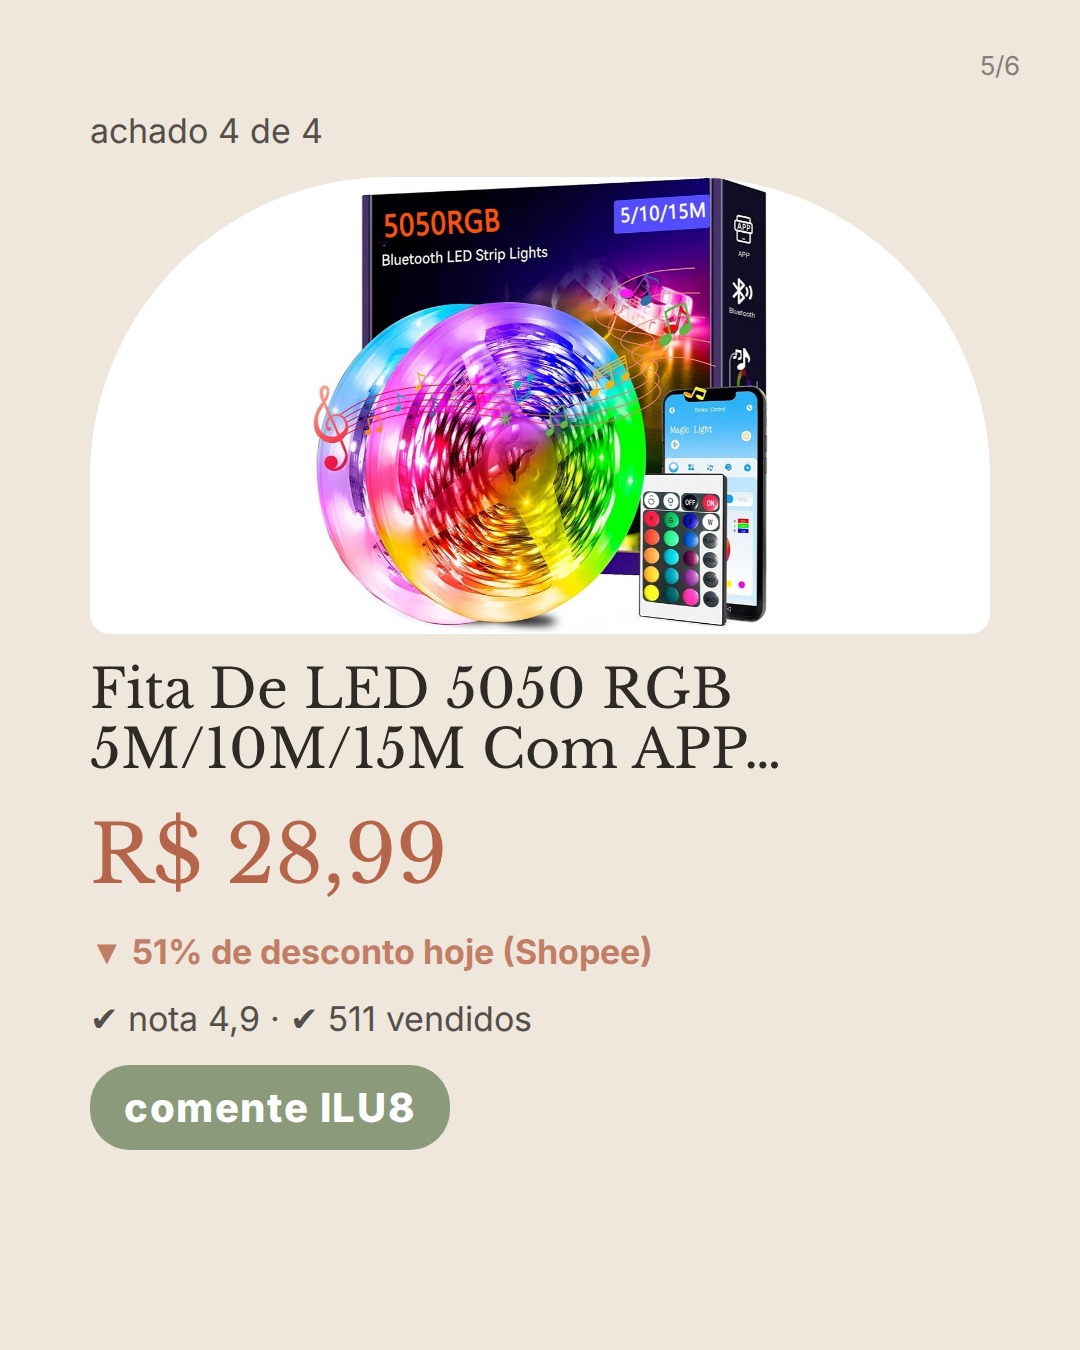 5/6
achado 4 de 4
5050RGB
5/10/15M
Bluetooth LED Strip Lights
APP
APP
Bluetooth
Magic Light
OFF
ON
R
G
W
Fita De LED 5050 RGB
5M/10M/15M Com APP...
R$ 28,99
▼ 51% de desconto hoje (Shopee)
✔ nota 4,9 · ✔ 511 vendidos
comente ILU8